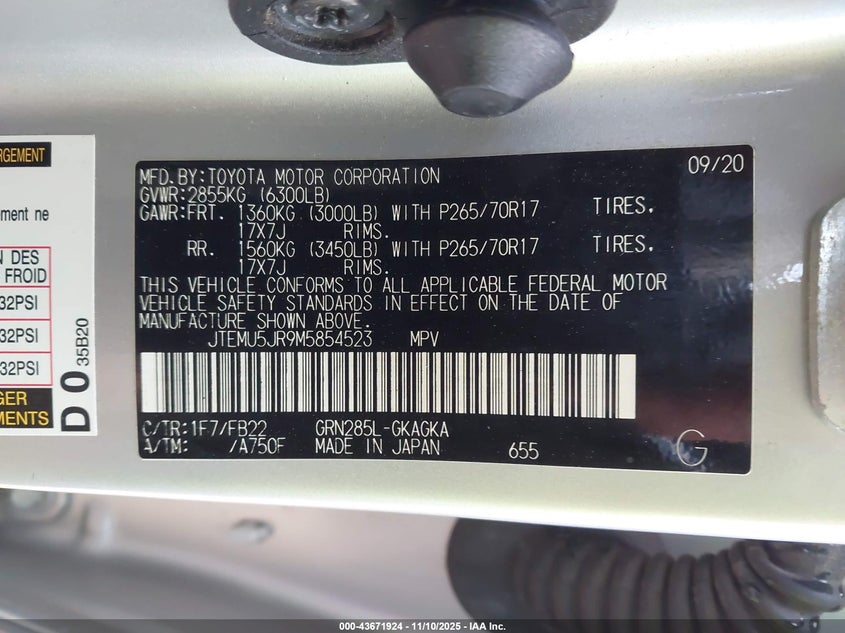 RGEMENT
ement ne
N DES
FROID
32PSI
32PSI
32PSI
GER
MENTS
D 0 35B20
MFD.BY:TOYOTA MOTOR CORPORATION 09/20
GVWR:2855KG (6300LB)
GAWR:FRT. 1360KG (3000LB) WITH P265/70R17 TIRES.
17X7J RIMS.
RR. 1560KG (3450LB) WITH P265/70R17 TIRES.
17X7J RIMS.
THIS VEHICLE CONFORMS TO ALL APPLICABLE FEDERAL MOTOR
VEHICLE SAFETY STANDARDS IN EFFECT ON THE DATE OF
MANUFACTURE SHOWN ABOVE.
JTEMU5JR9M5854523 MPV
C/TR:1F7/FB22 GRN285L-GKAGKA
A/TM: /A750F MADE IN JAPAN 655 G
000-43671924 - 11/10/2025 - IAA Inc.